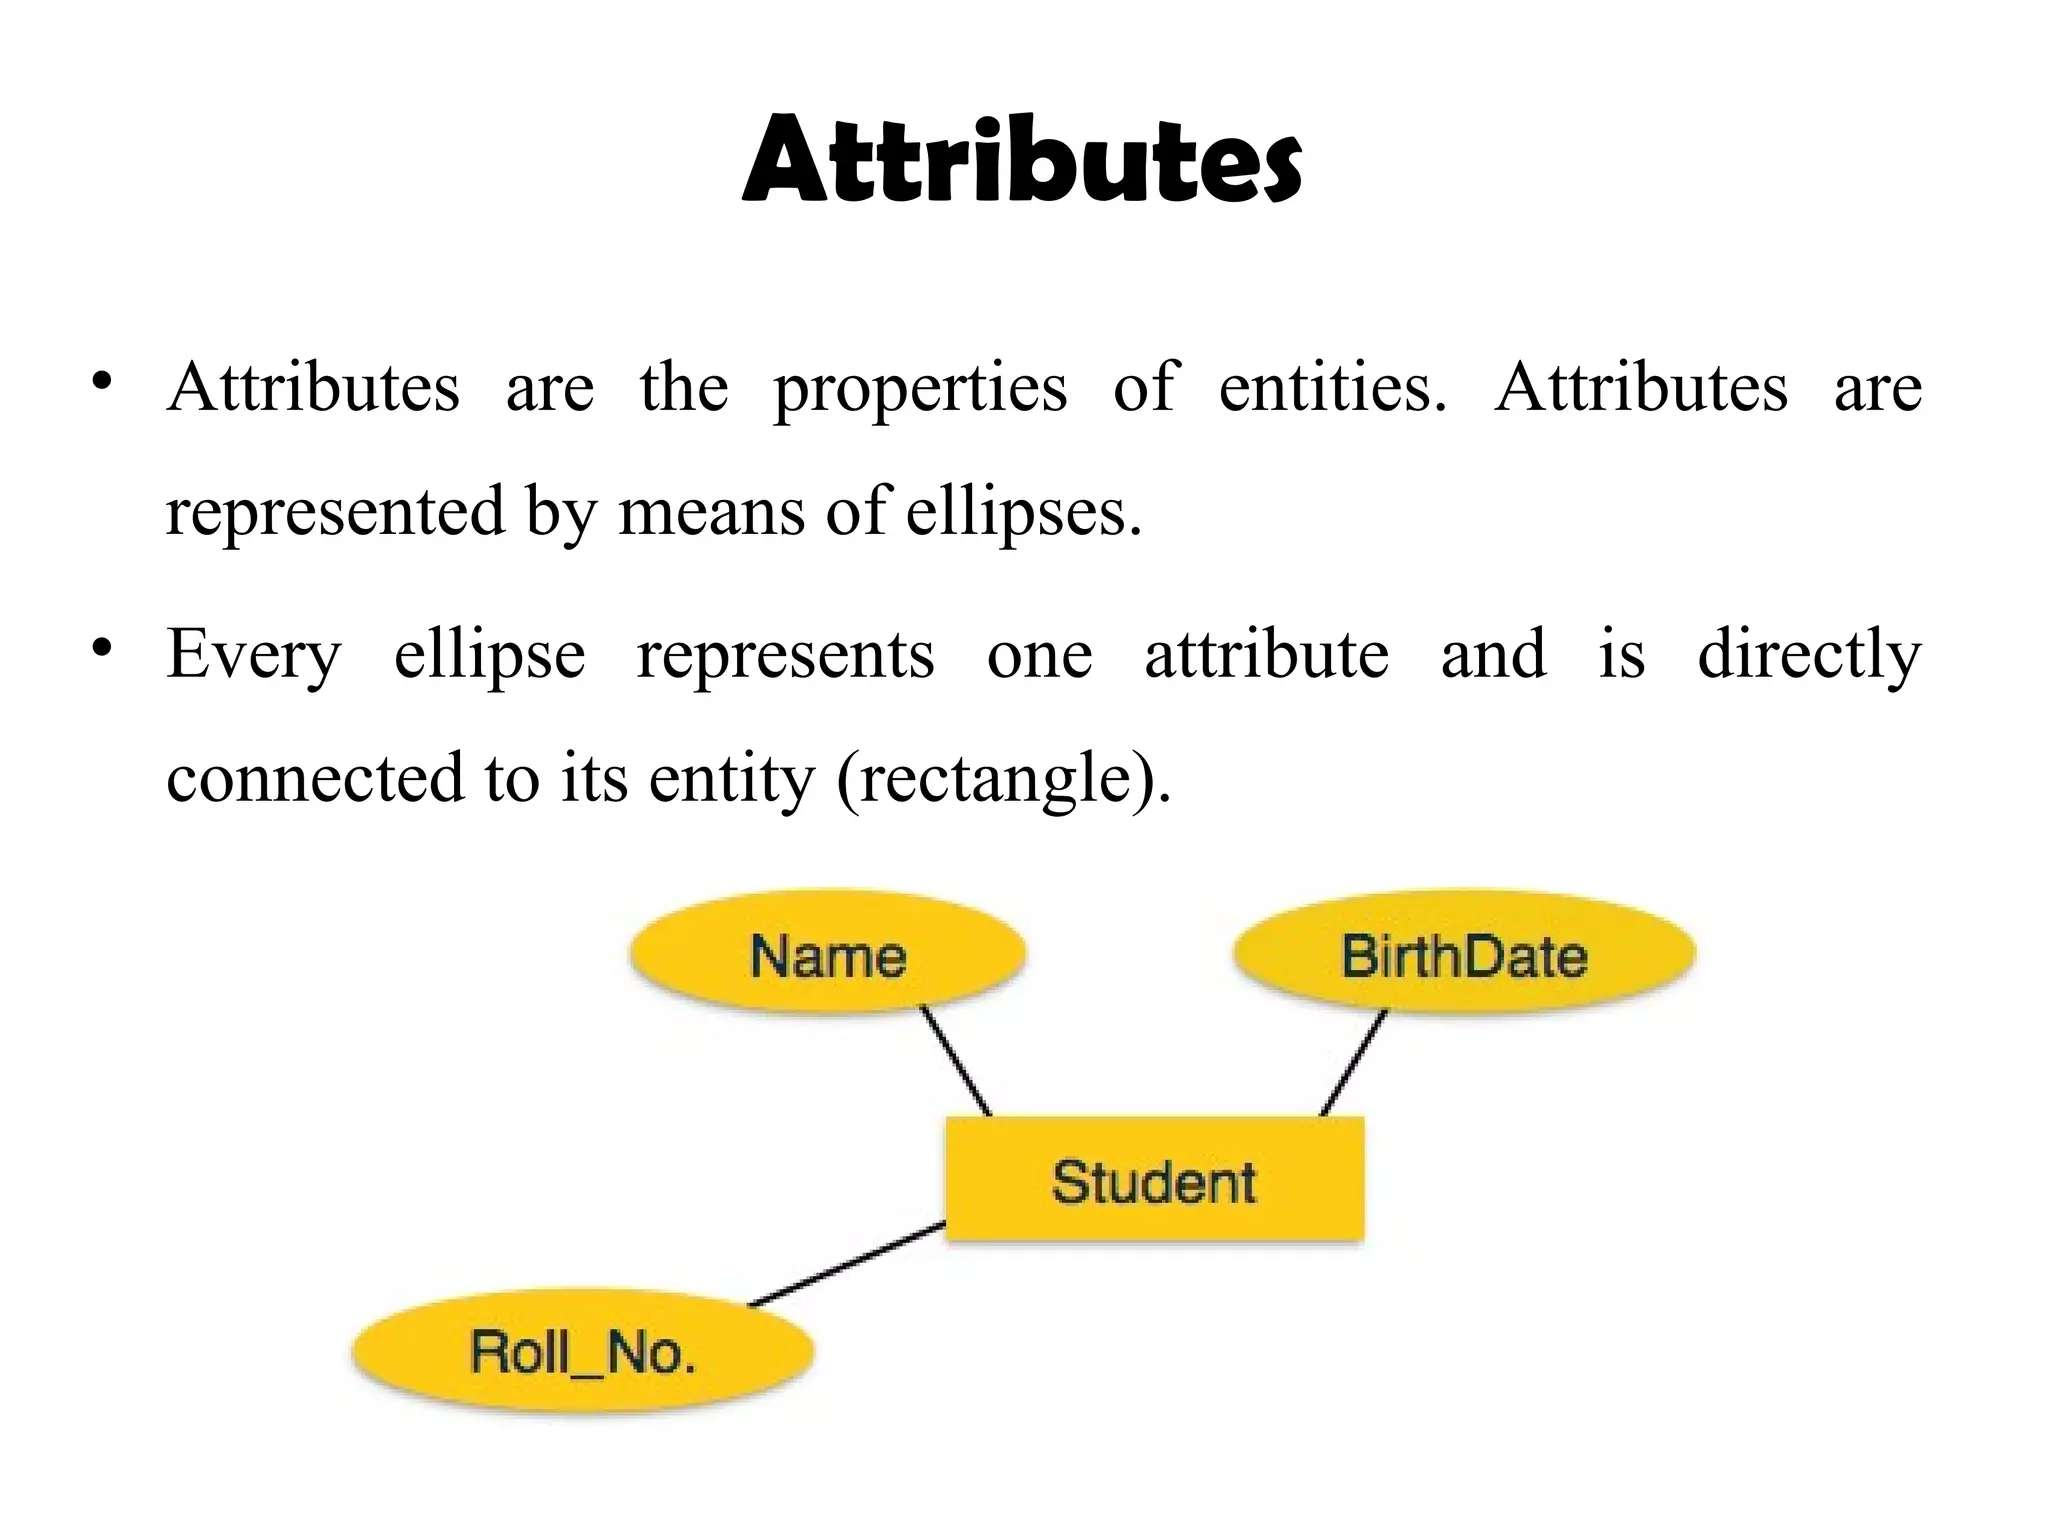 Attributes
• Attributes are the properties of entities. Attributes are
represented by means of ellipses.
• Every ellipse represents one attribute and is directly
connected to its entity (rectangle).
Name
BirthDate
Student
Roll_No.